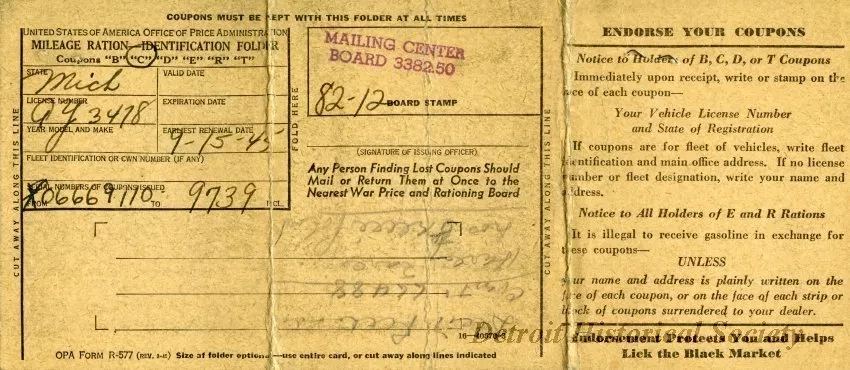 COUPONS MUST BE KEPT WITH THIS FOLDER AT ALL TIMES
UNITED STATES OF AMERICA OFFICE OF PRICE ADMINISTRATION
MILEAGE RATION—IDENTIFICATION FOLDER
Coupons "B" "C" "D" "E" "R" "T"
STATE
Mich
VALID DATE
LICENSE NUMBER
GY 3478
EXPIRATION DATE
YEAR MODEL AND MAKE
EARLIEST RENEWAL DATE
9-15-45
FLEET IDENTIFICATION OR OWN NUMBER (IF ANY)
SERIAL NUMBERS OF COUPONS ISSUED
FROM 06669110 TO 9739 INCL.
CUT AWAY ALONG THIS LINE
FOLD HERE
MAILING CENTER
BOARD 3382.50
82-12 BOARD STAMP
(SIGNATURE OF ISSUING OFFICER)
Any Person Finding Lost Coupons Should
Mail or Return Them at Once to the
Nearest War Price and Rationing Board
CUT AWAY ALONG THIS LINE
OPA FORM R-577 Size of folder optional—use entire card, or cut away along lines indicated
ENDORSE YOUR COUPONS
Notice to Holders of B, C, D, or T Coupons
Immediately upon receipt, write or stamp on the
face of each coupon—
Your Vehicle License Number
and State of Registration
If coupons are for fleet of vehicles, write fleet
identification and main office address. If no license
number or fleet designation, write your name and
address.
Notice to All Holders of E and R Rations
It is illegal to receive gasoline in exchange for
these coupons—
UNLESS
your name and address is plainly written on the
face of each coupon, or on the face of each strip or
block of coupons surrendered to your dealer.
Detroit Historical Society
Endorsement Protects You and Helps
Lick the Black Market